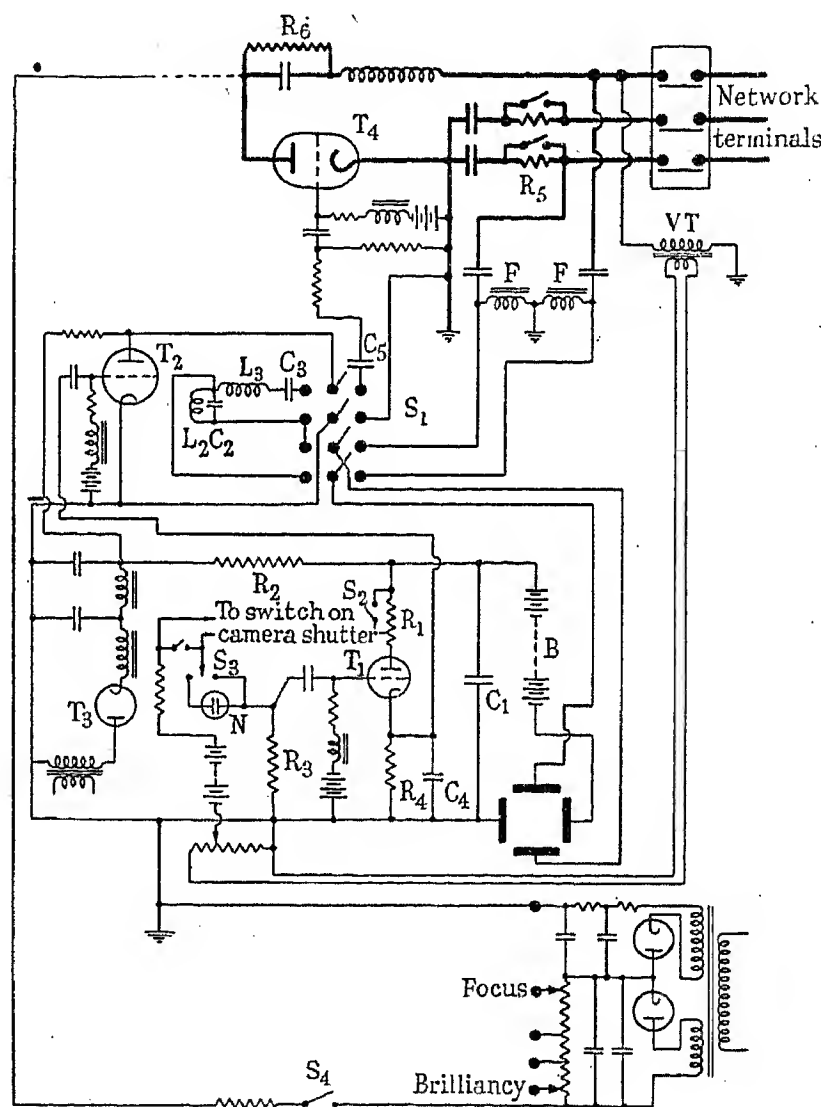 R6
Network
terminals
T4
R5
VT
F F
C5
T2
L3 C3
S1
L2C2
R2
S2
To switch on
camera shutter
R1
B
S3
T1
C1
T3
N
R3
R4
C4
Focus
S4
Brilliancy